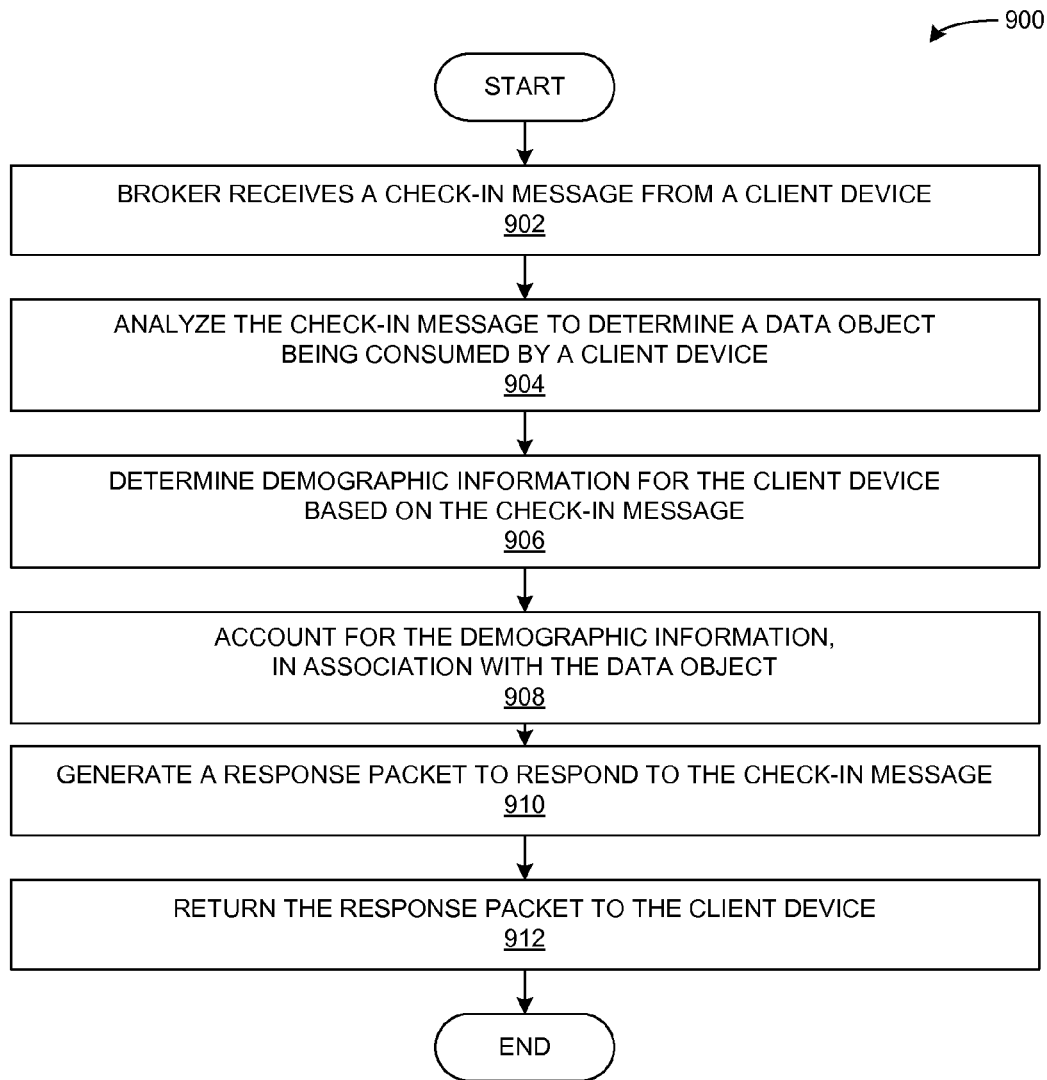 900
START
BROKER RECEIVES A CHECK-IN MESSAGE FROM A CLIENT DEVICE
902
ANALYZE THE CHECK-IN MESSAGE TO DETERMINE A DATA OBJECT
BEING CONSUMED BY A CLIENT DEVICE
904
DETERMINE DEMOGRAPHIC INFORMATION FOR THE CLIENT DEVICE
BASED ON THE CHECK-IN MESSAGE
906
ACCOUNT FOR THE DEMOGRAPHIC INFORMATION,
IN ASSOCIATION WITH THE DATA OBJECT
908
GENERATE A RESPONSE PACKET TO RESPOND TO THE CHECK-IN MESSAGE
910
RETURN THE RESPONSE PACKET TO THE CLIENT DEVICE
912
END